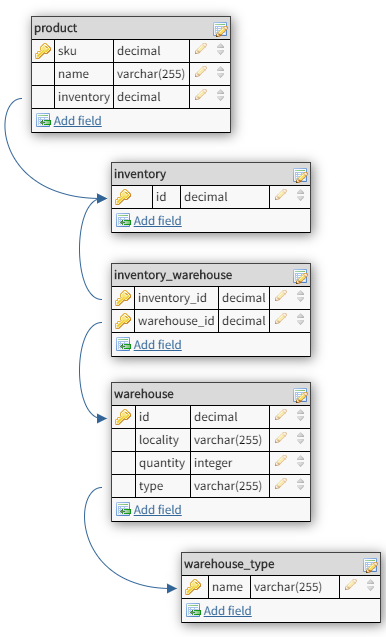 product
sku decimal
name varchar(255)
inventory decimal
Add field
inventory
id decimal
Add field
inventory_warehouse
inventory_id decimal
warehouse_id decimal
Add field
warehouse
id decimal
locality varchar(255)
quantity integer
type varchar(255)
Add field
warehouse_type
name varchar(255)
Add field